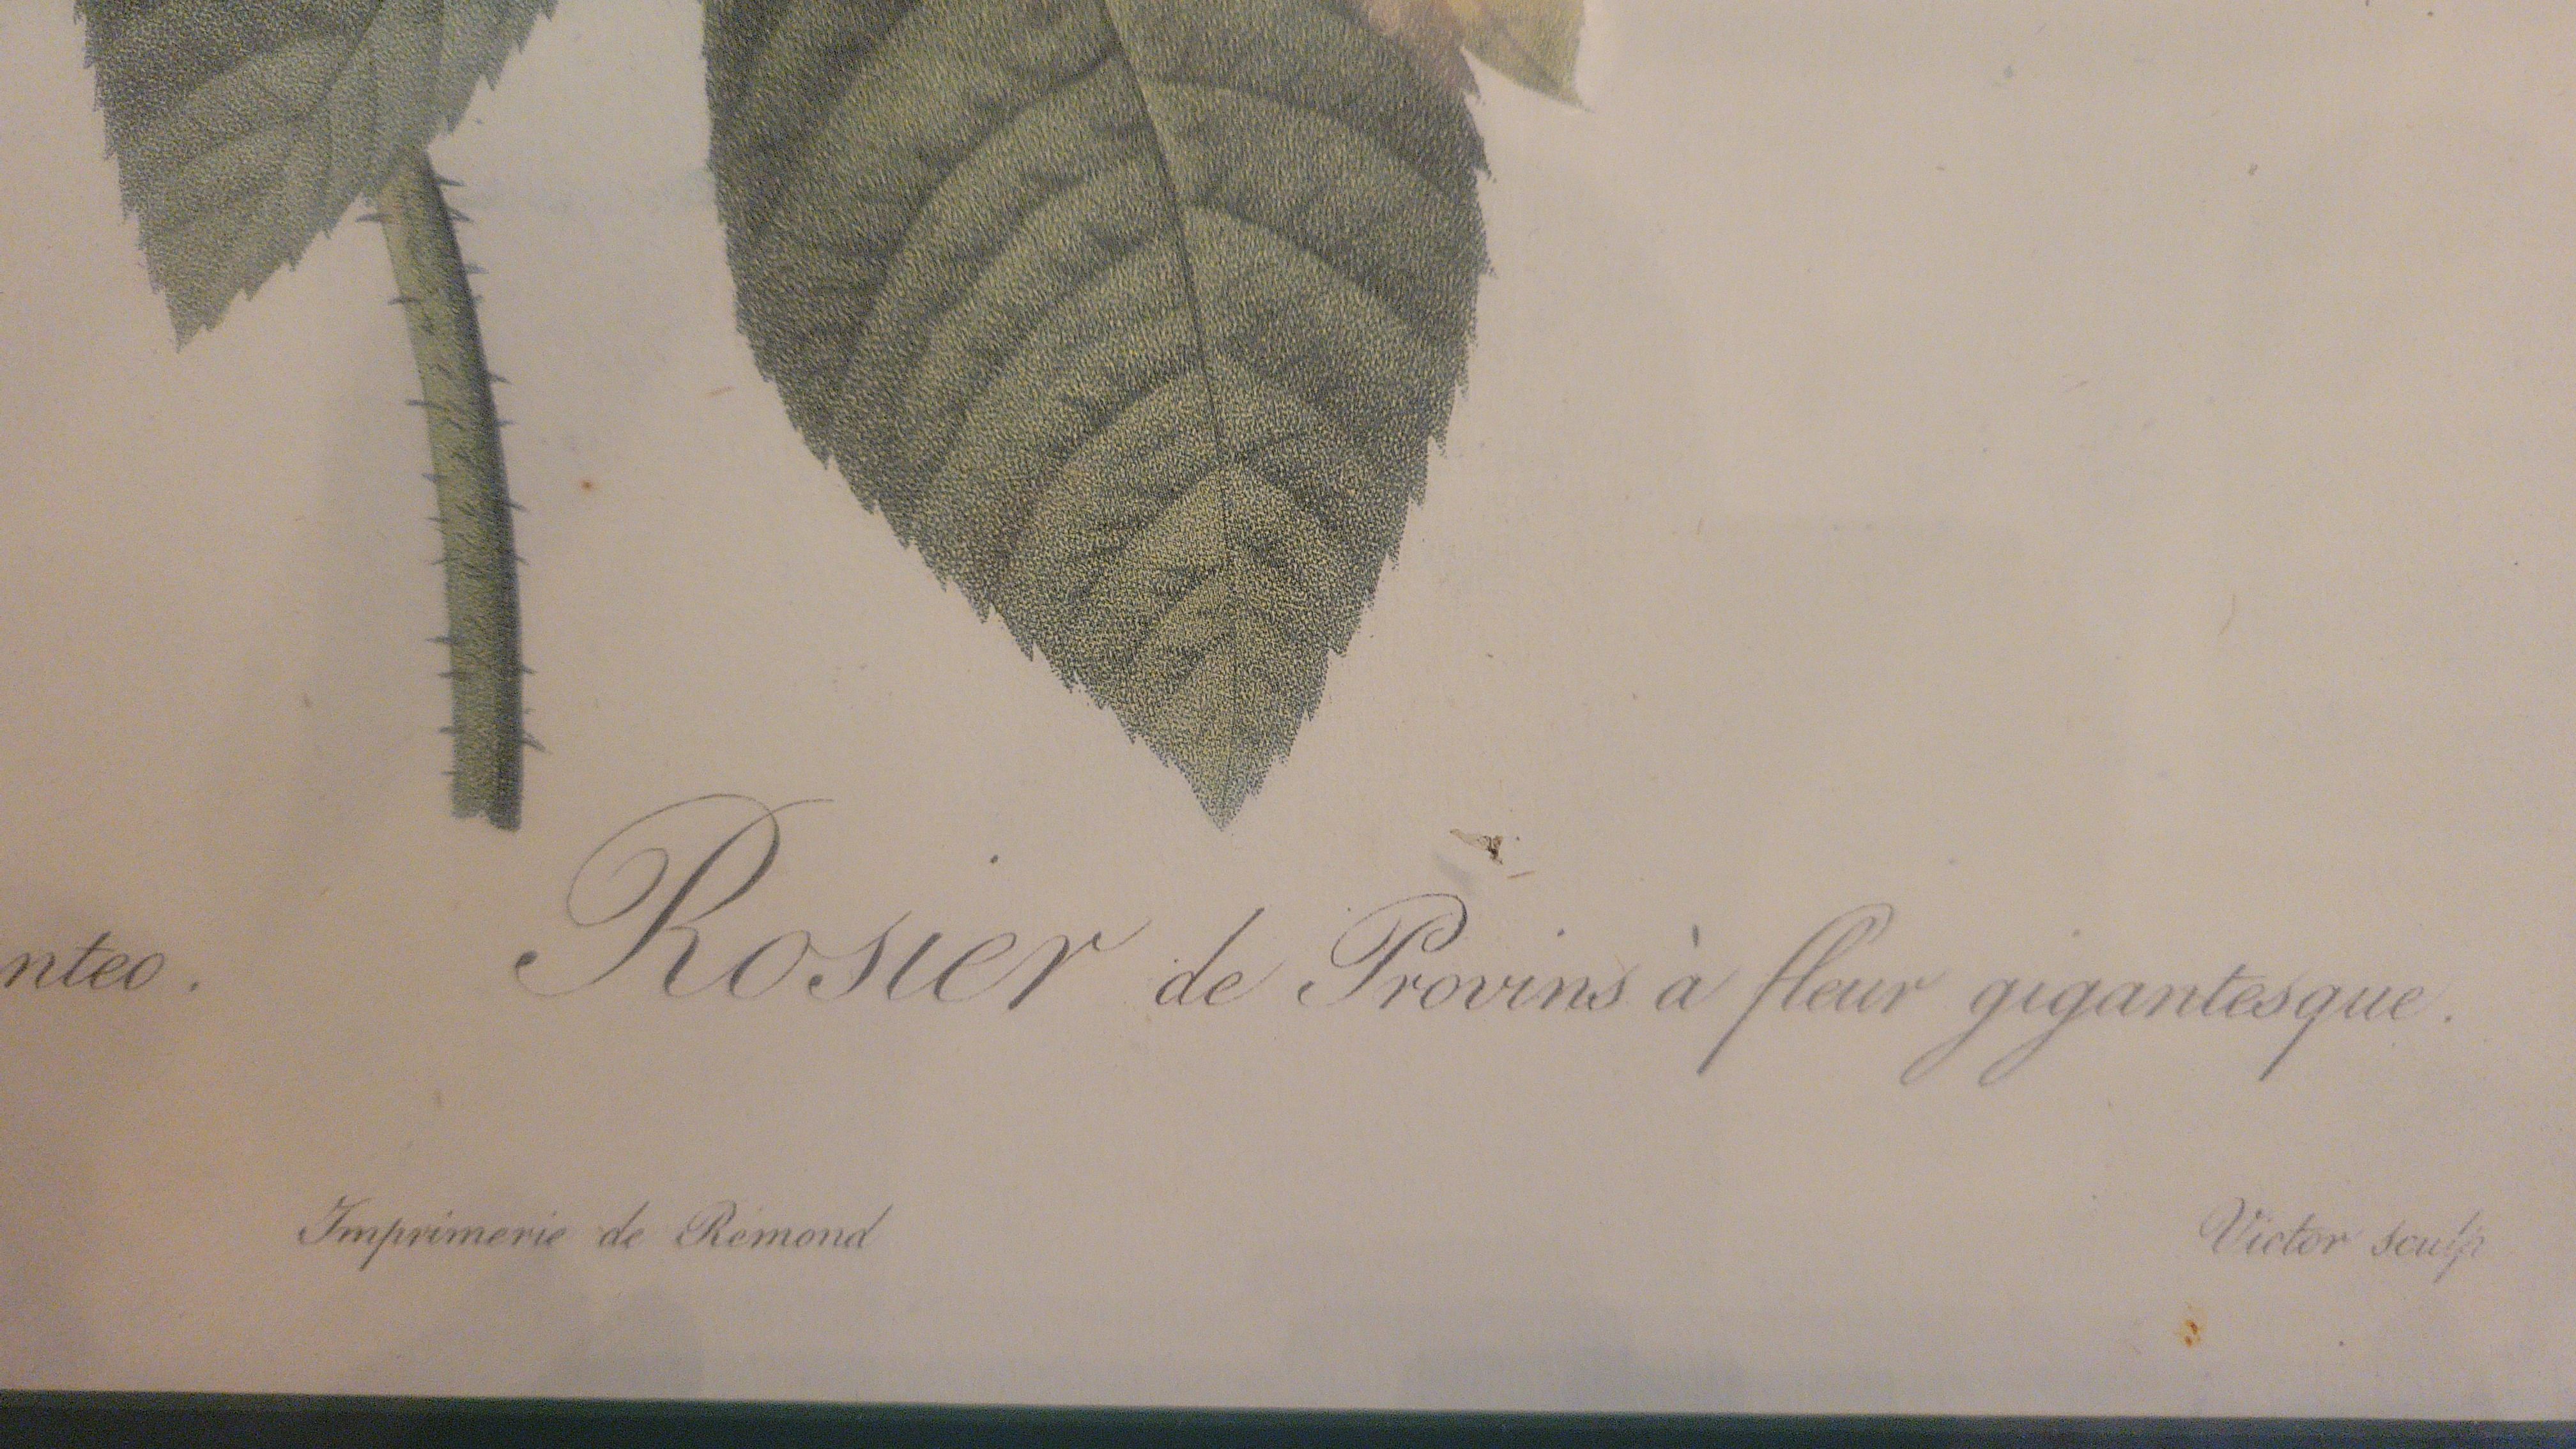 nteo. Rosier de Provins à fleur gigantesque.
Imprimerie de Rémond Victor sculp